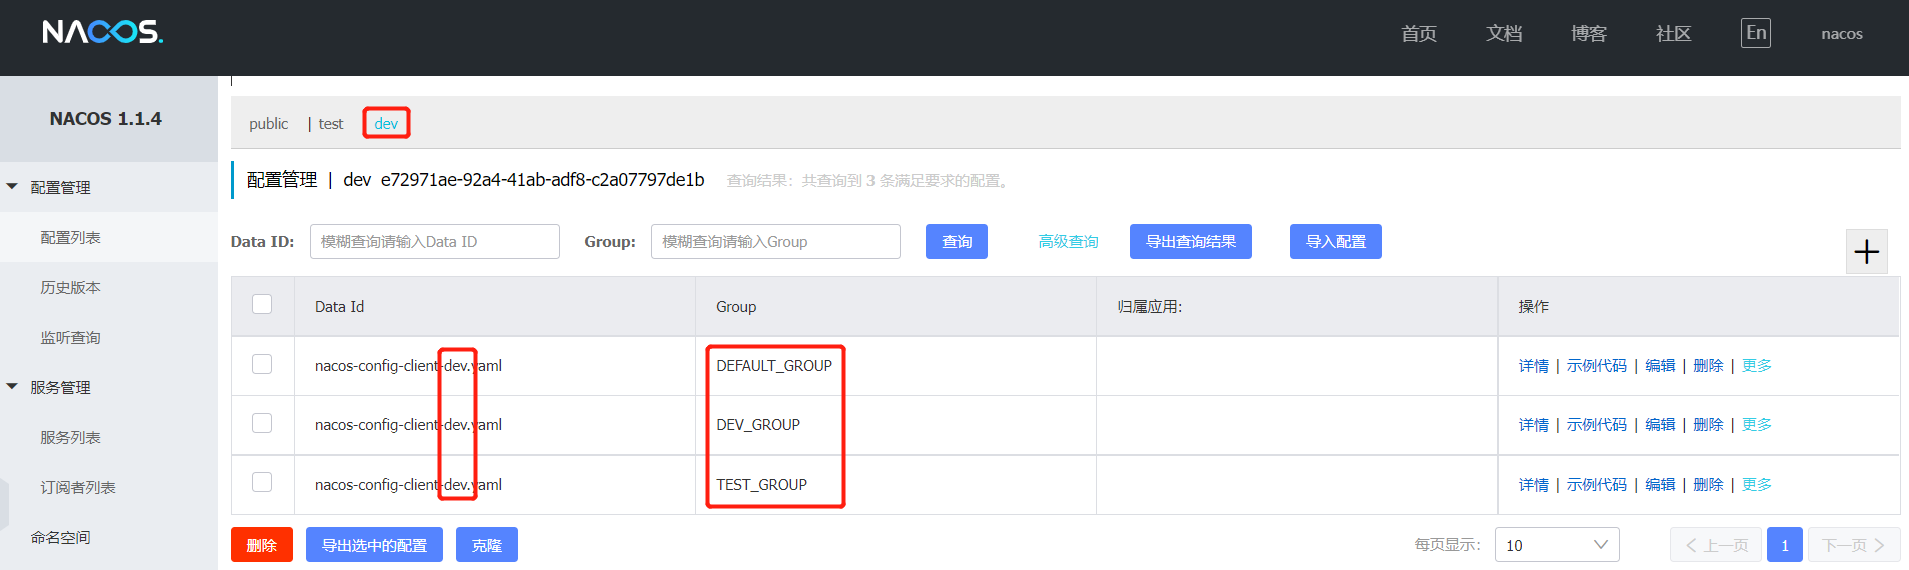 NACOS.
首页 文档 博客 社区 En nacos
NACOS 1.1.4
配置管理
配置列表
历史版本
监听查询
服务管理
服务列表
订阅者列表
命名空间
public | test dev
配置管理 | dev e72971ae-92a4-41ab-adf8-c2a07797de1b 查询结果：共查询到 3 条满足要求的配置。
Data ID: 模糊查询请输入Data ID Group: 模糊查询请输入Group 查询 高级查询 导出查询结果 导入配置
Data Id Group 归属应用: 操作
nacos-config-client-dev.yaml DEFAULT_GROUP 详情 | 示例代码 | 编辑 | 删除 | 更多
nacos-config-client-dev.yaml DEV_GROUP 详情 | 示例代码 | 编辑 | 删除 | 更多
nacos-config-client-dev.yaml TEST_GROUP 详情 | 示例代码 | 编辑 | 删除 | 更多
删除 导出选中的配置 克隆 每页显示: 10 上一页 1 下一页